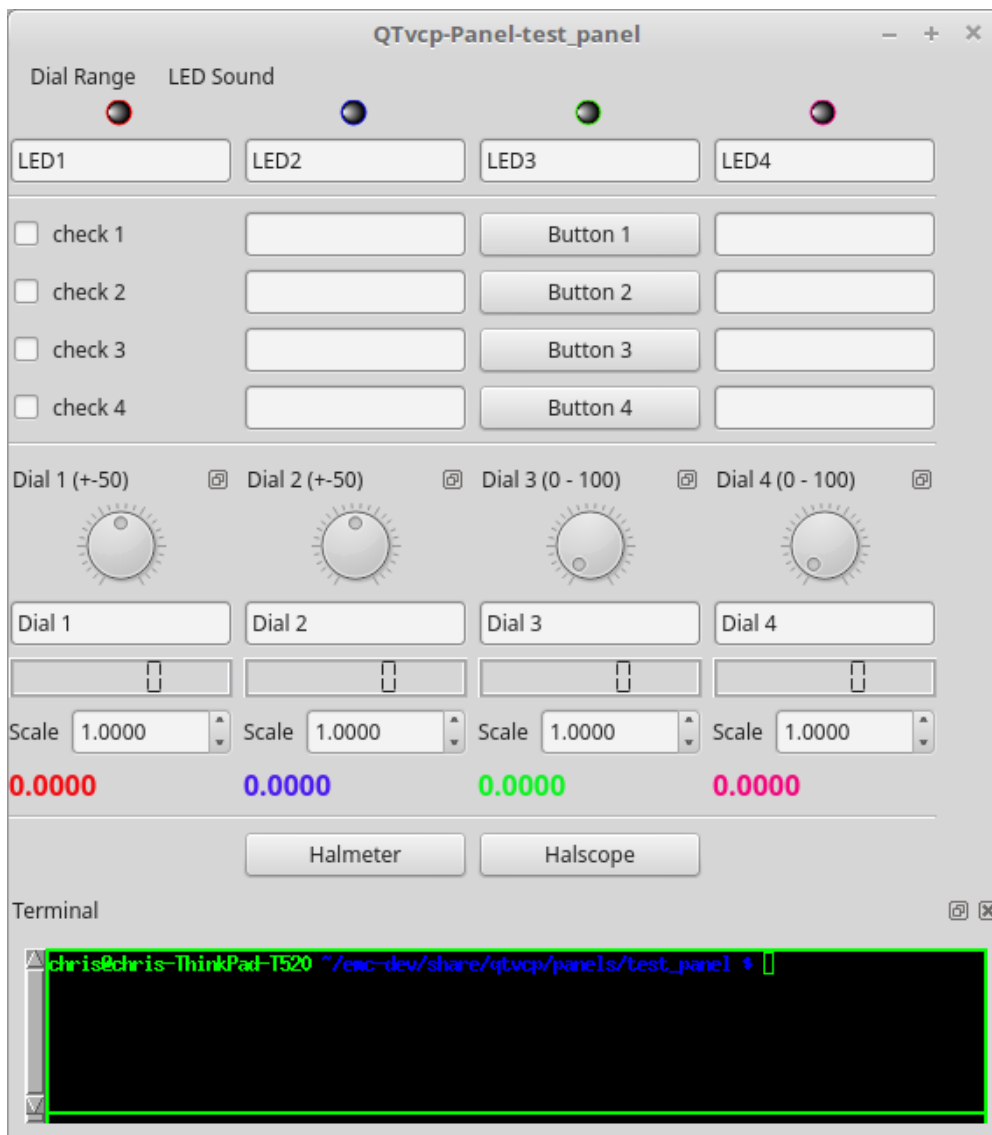 QTvcp-Panel-test_panel
Dial Range LED Sound
LED1 LED2 LED3 LED4
check 1 Button 1
check 2 Button 2
check 3 Button 3
check 4 Button 4
Dial 1 (+-50) Dial 2 (+-50) Dial 3 (0 - 100) Dial 4 (0 - 100)
Dial 1 Dial 2 Dial 3 Dial 4
0 0 0 0
Scale 1.0000 Scale 1.0000 Scale 1.0000 Scale 1.0000
0.0000 0.0000 0.0000 0.0000
Halmeter Halscope
Terminal
chris@chris-ThinkPad-T520 ~/emc-dev/share/qtvcp/panels/test_panel $